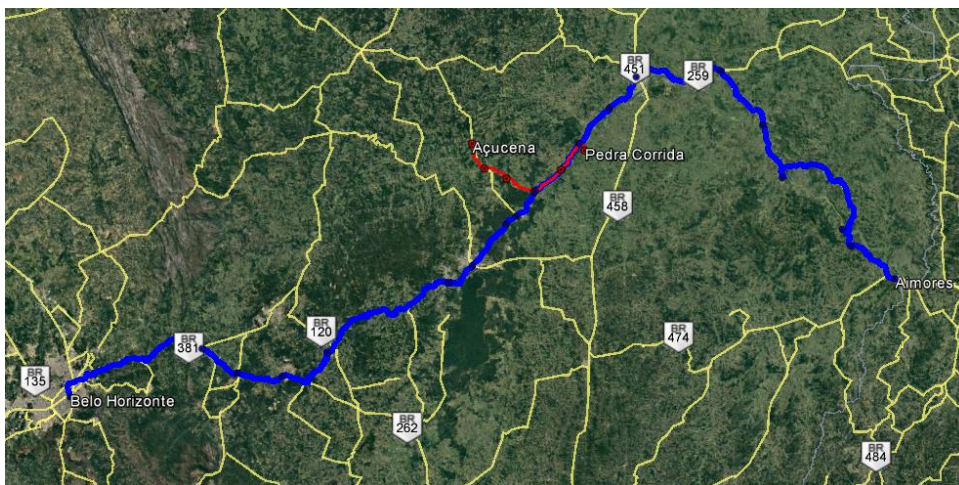 BR
451
BR
259
Açucena
Pedra Corrida
BR
458
Aimores
BR
381
BR
120
BR
474
BR
135
Belo Horizonte
BR
262
BR
484